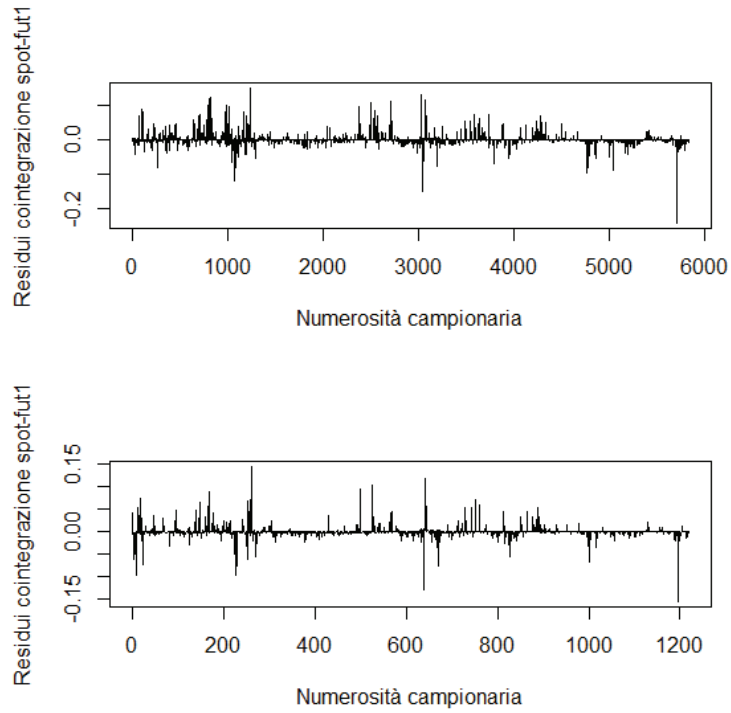 Residui cointegrazione spot-fut1
0.0
-0.2
0 1000 2000 3000 4000 5000 6000
Numerosità campionaria
Residui cointegrazione spot-fut1
0.15
0.00
-0.15
0 200 400 600 800 1000 1200
Numerosità campionaria